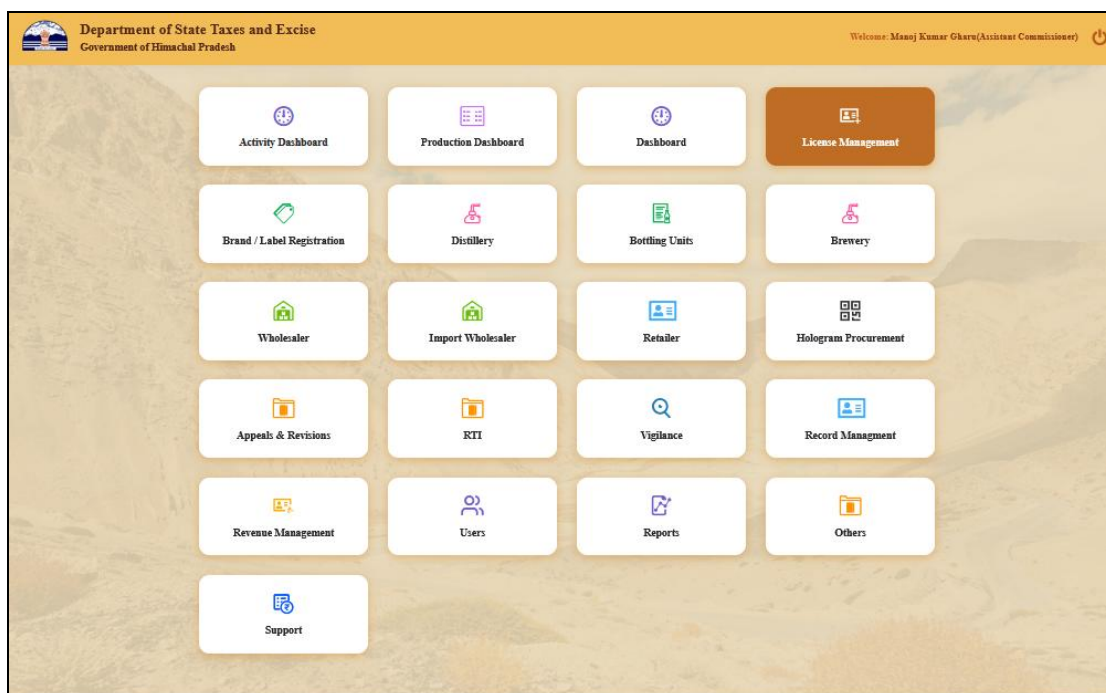 Department of State Taxes and Excise
Government of Himachal Pradesh
Welcome: Manoj Kumar Gharu(Assistant Commissioner)
Activity Dashboard
Production Dashboard
Dashboard
License Management
Brand / Label Registration
Distillery
Bottling Units
Brewery
Wholesaler
Import Wholesaler
Retailer
Hologram Procurement
Appeals & Revisions
RTI
Vigilance
Record Managment
Revenue Management
Users
Reports
Others
Support